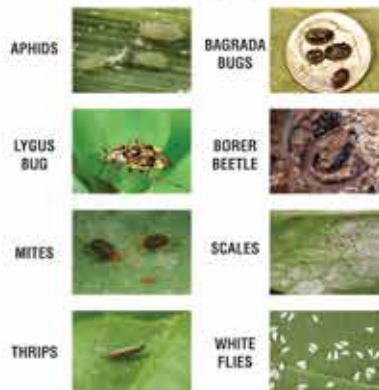 APHIDS
BAGRADA
BUGS
LYGUS
BUG
BORER
BEETLE
MITES
SCALES
THRIPS
WHITE
FLIES